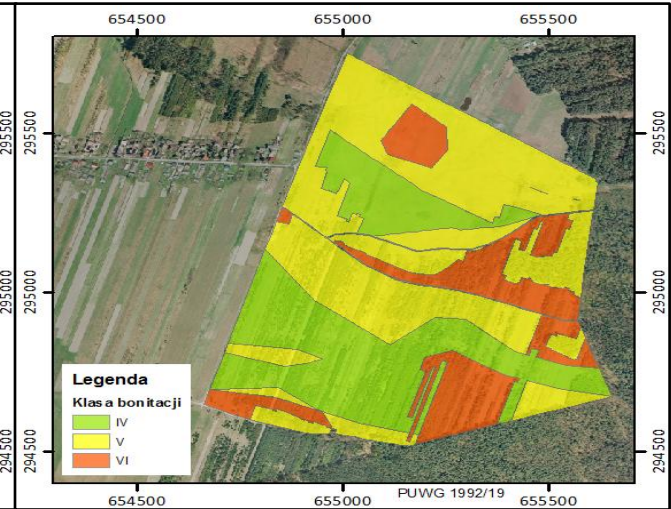 654500 655000 655500
295500 295500
295000 295000
294500 294500
Legenda
Klasa bonitacji
IV
V
VI
PUWG 1992/19
654500 655000 655500